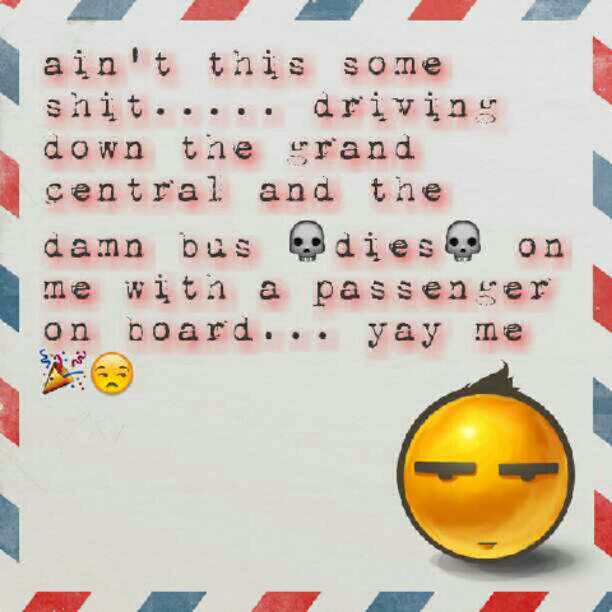 ain't this some
shit..... driving
down the grand
central and the
damn bus 💀dies💀 on
me with a passenger
on board... yay me
🎉😒